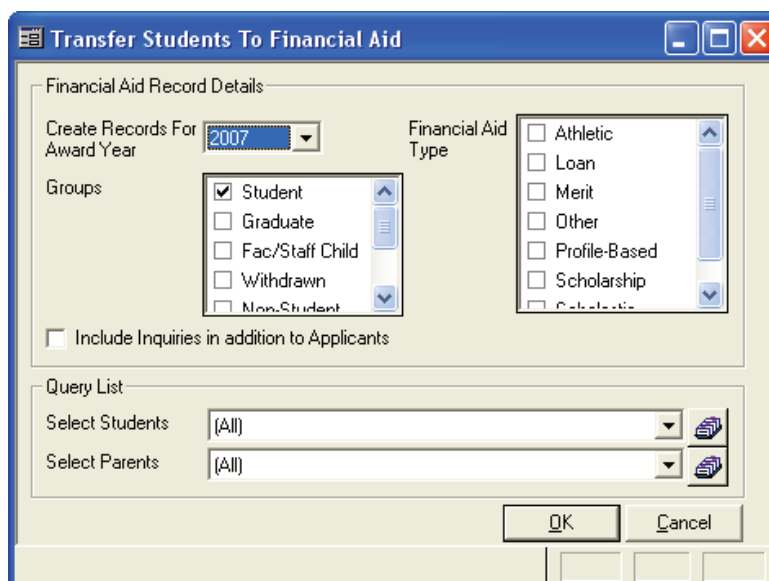 Transfer Students To Financial Aid
Financial Aid Record Details
Create Records For
Award Year
2007
Groups
Student
Graduate
Fac/Staff Child
Withdrawn
Non-Student
Financial Aid
Type
Athletic
Loan
Merit
Other
Profile-Based
Scholarship
Include Inquiries in addition to Applicants
Query List
Select Students
(All)
Select Parents
(All)
OK
Cancel